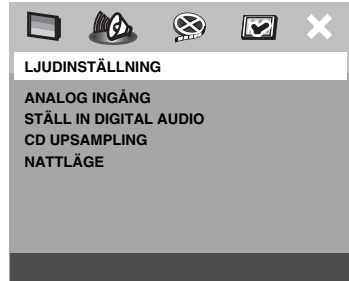 LJUDINSTÄLLNING
ANALOG INGÅNG
STÄLL IN DIGITAL AUDIO
CD UPSAMPLING
NATTLÄGE